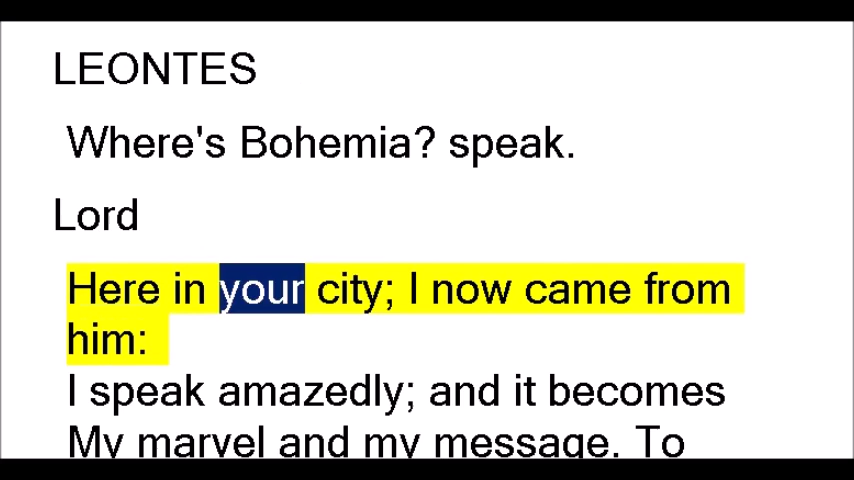 LEONTES
Where's Bohemia? speak.
Lord
Here in your city; I now came from
him:
I speak amazedly; and it becomes
My marvel and my message. To